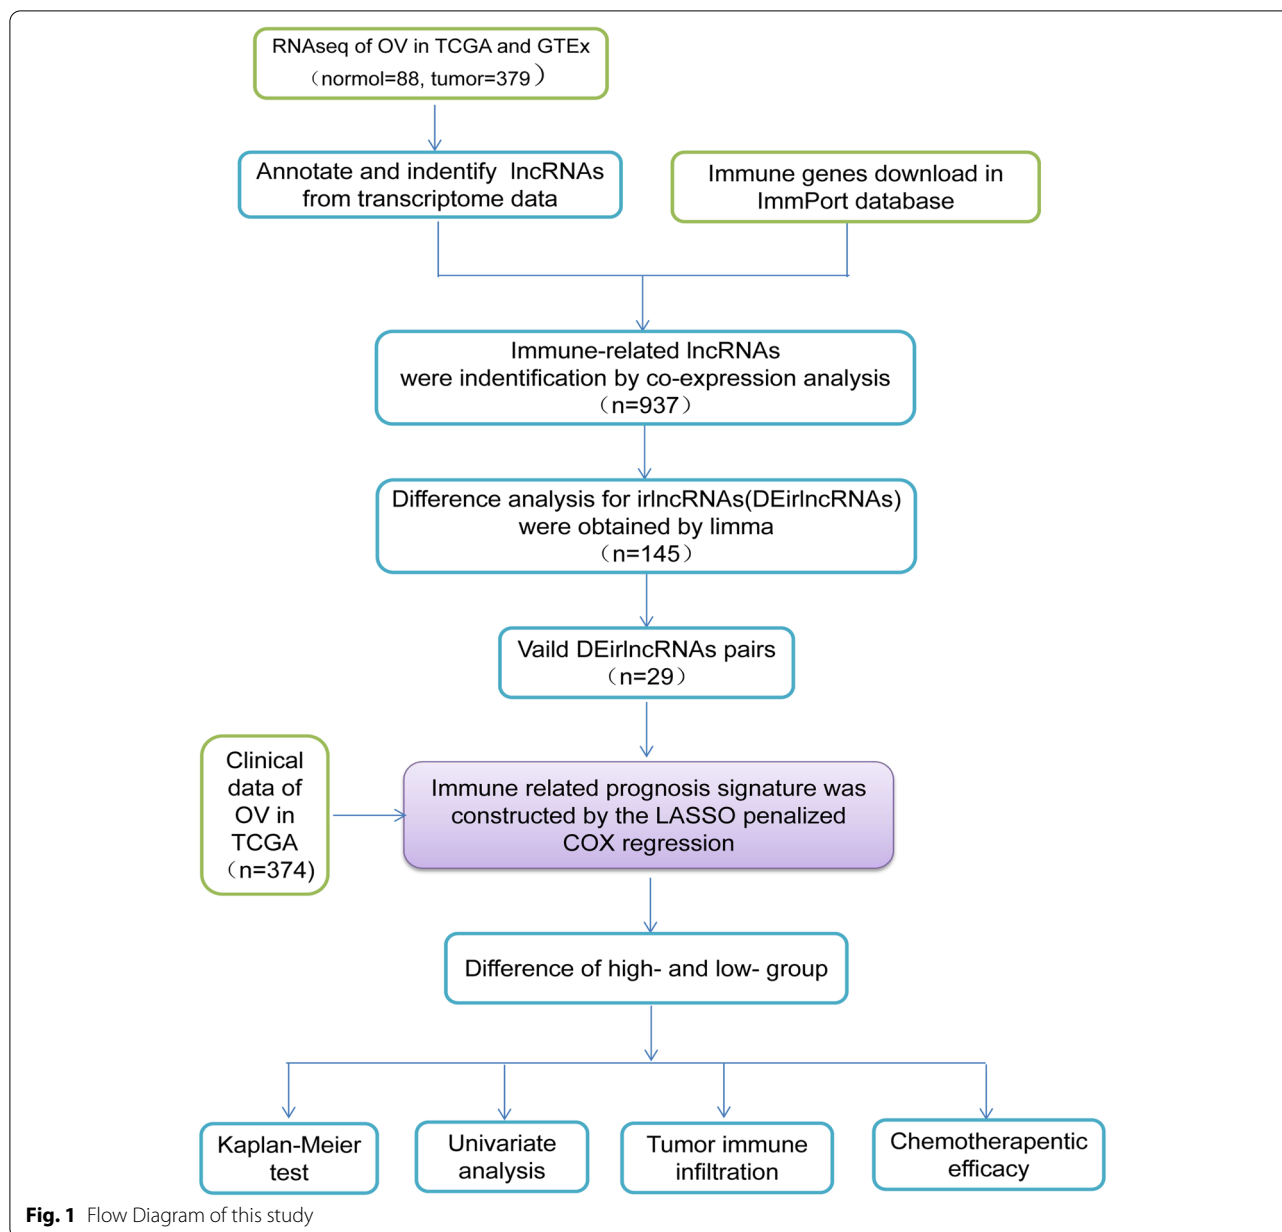 RNAseq of OV in TCGA and GTEx
（normol=88, tumor=379）
Annotate and indentify lncRNAs
from transcriptome data
Immune genes download in
ImmPort database
Immune-related lncRNAs
were indentification by co-expression analysis
（n=937）
Difference analysis for irlncRNAs(DEirlncRNAs)
were obtained by limma
（n=145）
Vaild DEirlncRNAs pairs
（n=29）
Clinical
data of
OV in
TCGA
（n=374)
Immune related prognosis signature was
constructed by the LASSO penalized
COX regression
Difference of high- and low- group
Kaplan-Meier
test
Univariate
analysis
Tumor immune
infiltration
Chemotherapentic
efficacy
Fig. 1 Flow Diagram of this study